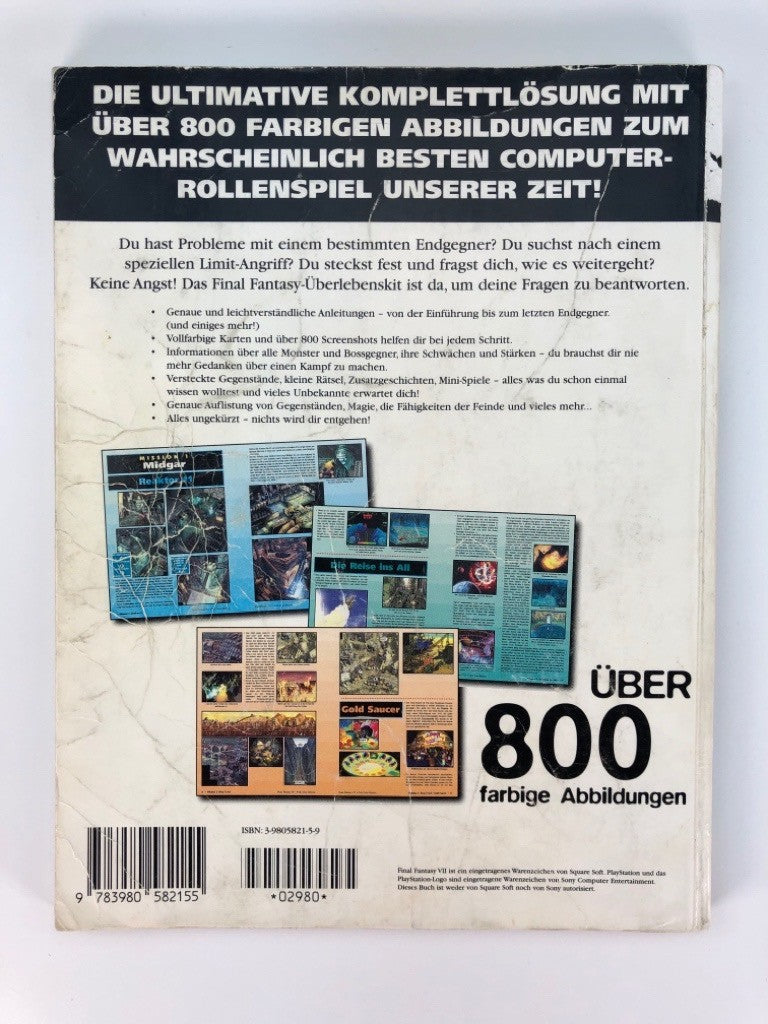 DIE ULTIMATIVE KOMPLETTLÖSUNG MIT
ÜBER 800 FARBIGEN ABBILDUNGEN ZUM
WAHRSCHEINLICH BESTEN COMPUTER-
ROLLENSPIEL UNSERER ZEIT!
Du hast Probleme mit einem bestimmten Endgegner? Du suchst nach einem
speziellen Limit-Angriff? Du steckst fest und fragst dich, wie es weitergeht?
Keine Angst! Das Final Fantasy-Überlebenskit ist da, um deine Fragen zu beantworten.
• Genaue und leichtverständliche Anleitungen – von der Einführung bis zum letzten Endgegner.
(und einiges mehr!)
• Vollfarbige Karten und über 800 Screenshots helfen dir bei jedem Schritt.
• Informationen über alle Monster und Bossgegner, ihre Schwächen und Stärken – du brauchst dir nie
mehr Gedanken über einen Kampf zu machen.
• Versteckte Gegenstände, kleine Rätsel, Zusatzgeschichten, Mini-Spiele – alles was du schon einmal
wissen wolltest und vieles Unbekannte erwartet dich!
• Genaue Auflistung von Gegenständen, Magie, die Fähigkeiten der Feinde und vieles mehr...
• Alles ungekürzt – nichts wird dir entgehen!
MISSION 1
Midgar
Reaktor #1
Die Reise ins All
Gold Saucer
ÜBER
800
farbige Abbildungen
ISBN: 3-9805821-5-9
9 783980 582155
*02980*
Final Fantasy VII ist ein eingetragenes Warenzeichen von Square Soft. PlayStation und das
PlayStation-Logo sind eingetragene Warenzeichen von Sony Computer Entertainment.
Dieses Buch ist weder von Square Soft noch von Sony autorisiert.